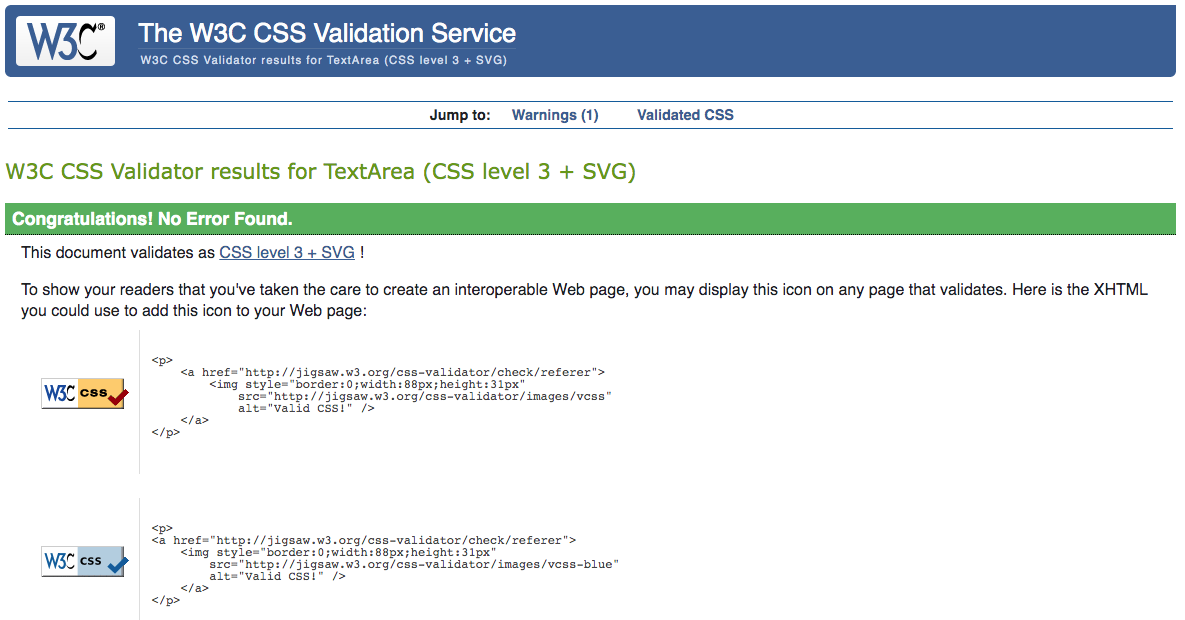 W3C®
The W3C CSS Validation Service
W3C CSS Validator results for TextArea (CSS level 3 + SVG)
Jump to: Warnings (1) Validated CSS
W3C CSS Validator results for TextArea (CSS level 3 + SVG)
Congratulations! No Error Found.
This document validates as CSS level 3 + SVG !
To show your readers that you've taken the care to create an interoperable Web page, you may display this icon on any page that validates. Here is the XHTML
you could use to add this icon to your Web page:
W3C css
<p>
<a href="http://jigsaw.w3.org/css-validator/check/referer">
<img style="border:0;width:88px;height:31px"
src="http://jigsaw.w3.org/css-validator/images/vcss"
alt="Valid CSS!" />
</a>
</p>
W3C css
<p>
<a href="http://jigsaw.w3.org/css-validator/check/referer">
<img style="border:0;width:88px;height:31px"
src="http://jigsaw.w3.org/css-validator/images/vcss-blue"
alt="Valid CSS!" />
</a>
</p>